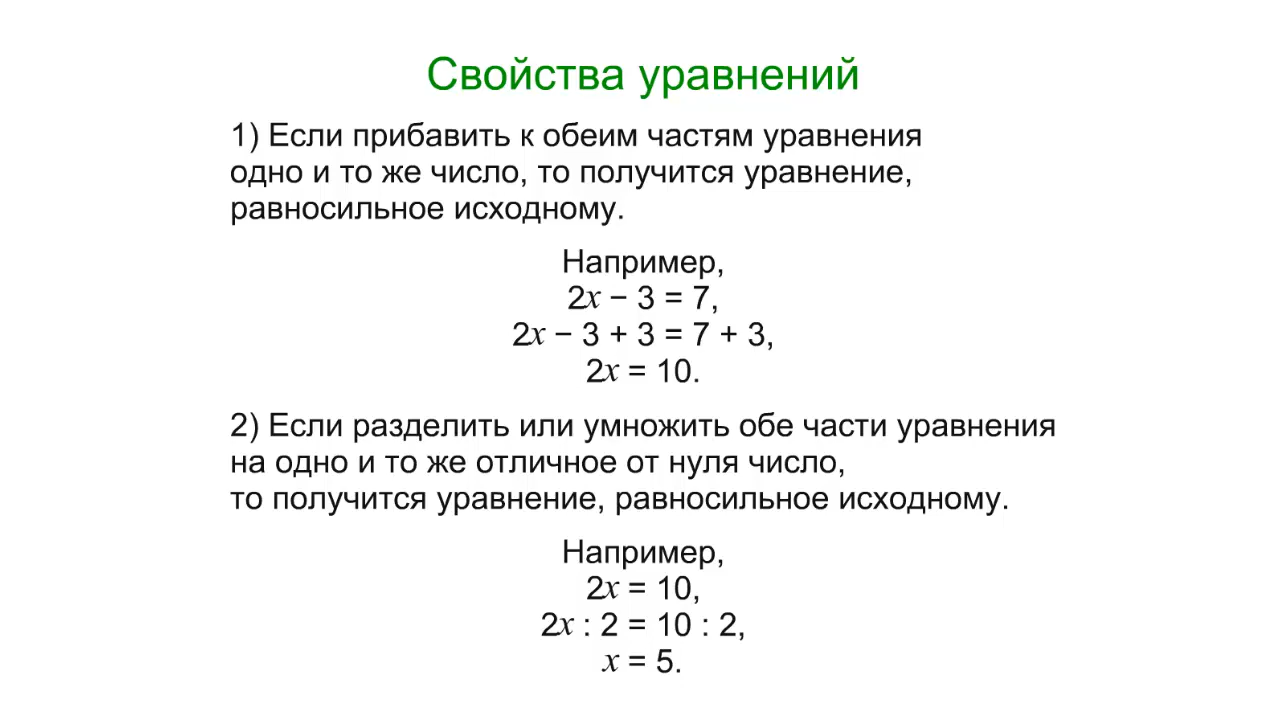 Свойства уравнений
1) Если прибавить к обеим частям уравнения
одно и то же число, то получится уравнение,
равносильное исходному.
Например,
2x − 3 = 7,
2x − 3 + 3 = 7 + 3,
2x = 10.
2) Если разделить или умножить обе части уравнения
на одно и то же отличное от нуля число,
то получится уравнение, равносильное исходному.
Например,
2x = 10,
2x : 2 = 10 : 2,
x = 5.